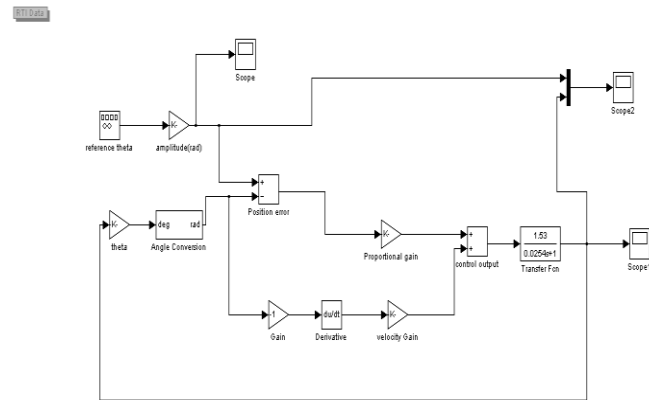 RTI Data
Scope
Scope2
reference theta
K-
amplitude(rad)
+
-
Position error
K-
theta
deg rad
Angle Conversion
K-
Proportional gain
+
+
control output
1.53
0.0254s+1
Transfer Fcn
Scope1
-1
Gain
du/dt
Derivative
K-
velocity Gain